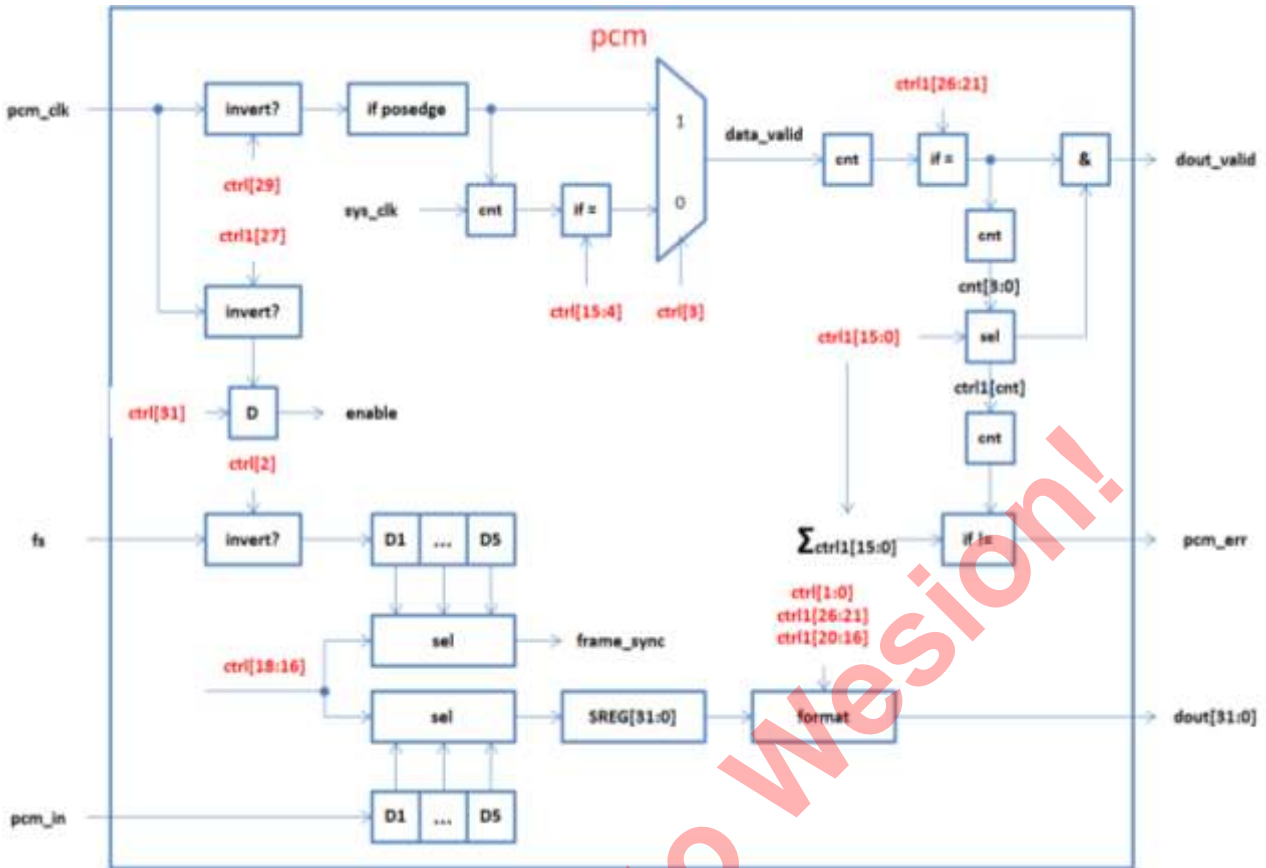 pcm
ctrl1[26:21]
pcm_clk
invert?
if posedge
1
data_valid
cnt
if =
&
dout_valid
ctrl[29]
sys_clk
cnt
if =
0
cnt
ctrl1[27]
cnt[3:0]
invert?
ctrl[15:4]
ctrl[3]
ctrl1[15:0]
sel
ctrl1[cnt]
ctrl[31]
D
enable
cnt
ctrl[2]
fs
invert?
D1
...
D5
Σctrl1[15:0]
if !=
pcm_err
ctrl[1:0]
ctrl1[26:21]
ctrl1[20:16]
sel
frame_sync
ctrl[18:16]
sel
SREG[31:0]
format
dout[31:0]
pcm_in
D1
...
D5
o Wesion!